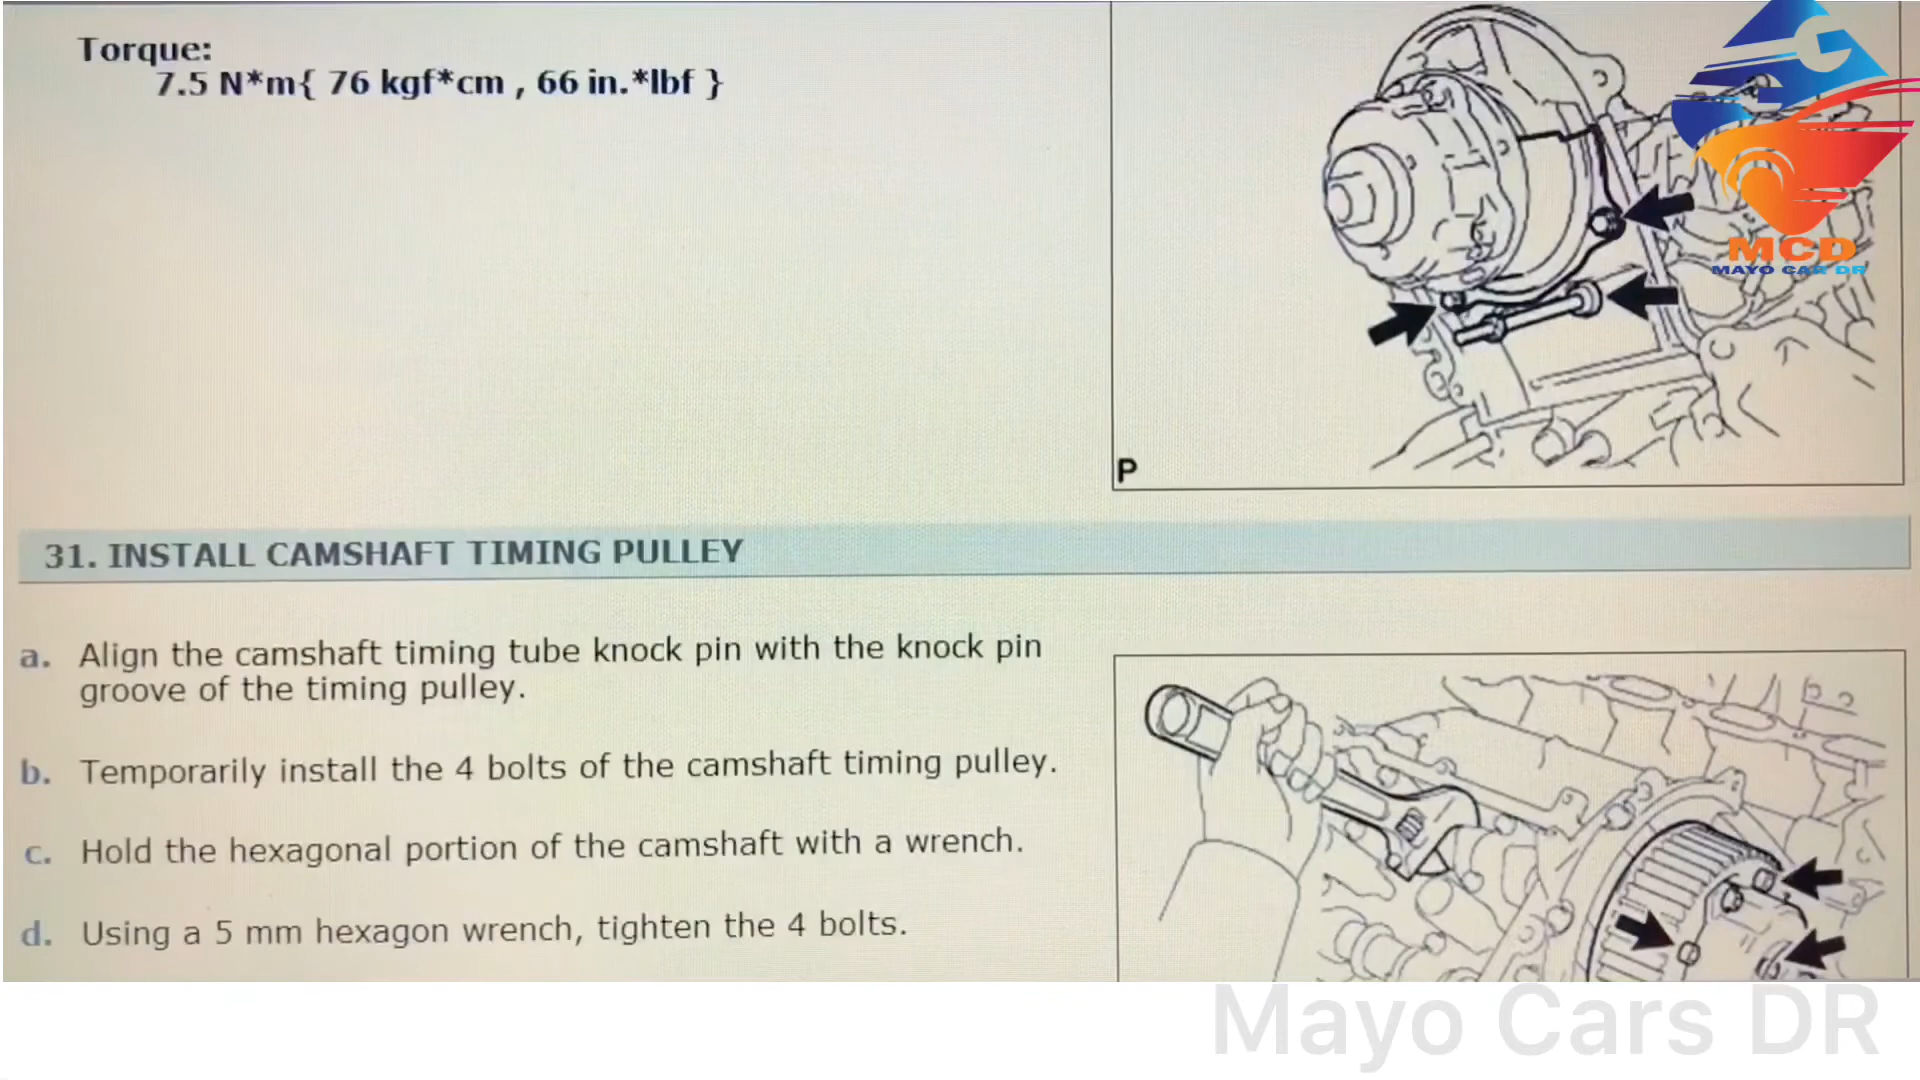 Torque:
7.5 N*m{ 76 kgf*cm , 66 in.*lbf }
P
MCD
MAYO CAR DR
31. INSTALL CAMSHAFT TIMING PULLEY
a. Align the camshaft timing tube knock pin with the knock pin
groove of the timing pulley.
b. Temporarily install the 4 bolts of the camshaft timing pulley.
c. Hold the hexagonal portion of the camshaft with a wrench.
d. Using a 5 mm hexagon wrench, tighten the 4 bolts.
Mayo Cars DR